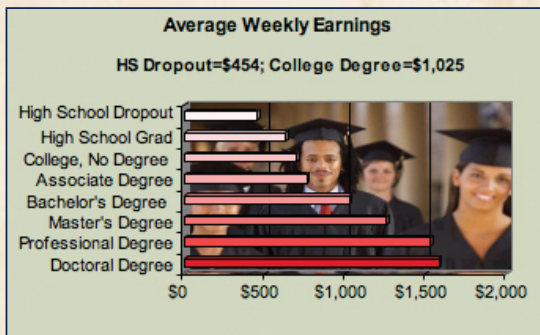 Average Weekly Earnings
HS Dropout=$454; College Degree=$1,025
High School Dropout
High School Grad
College, No Degree
Associate Degree
Bachelor's Degree
Master's Degree
Professional Degree
Doctoral Degree
$0 $500 $1,000 $1,500 $2,000